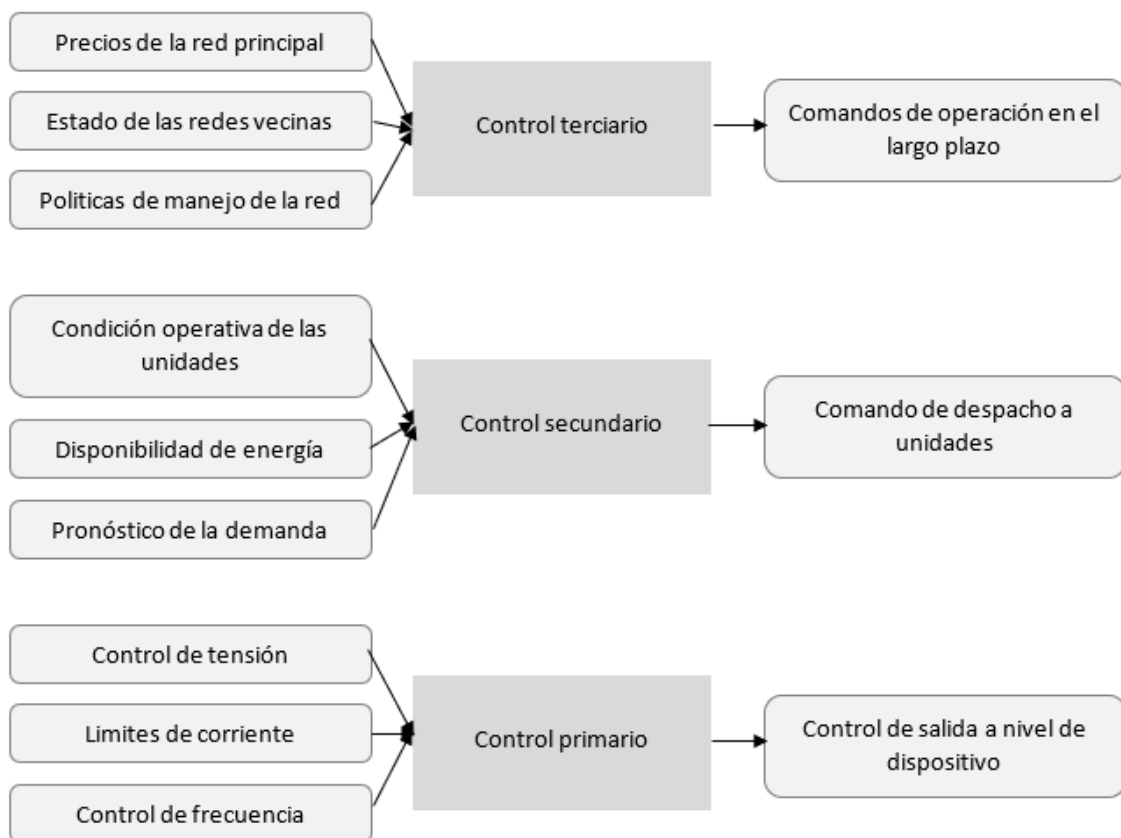 Precios de la red principal
Estado de las redes vecinas
Politicas de manejo de la red
Control terciario
Comandos de operación en el
largo plazo
Condición operativa de las
unidades
Disponibilidad de energía
Pronóstico de la demanda
Control secundario
Comando de despacho a
unidades
Control de tensión
Limites de corriente
Control de frecuencia
Control primario
Control de salida a nivel de
dispositivo